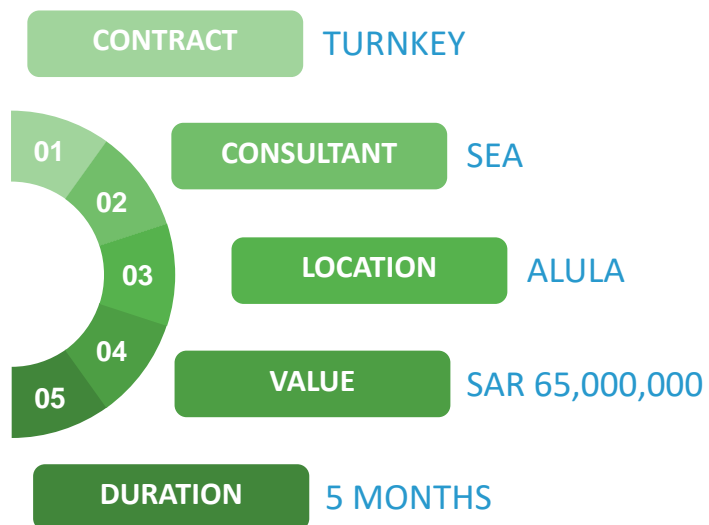 CONTRACT TURNKEY
01
CONSULTANT SEA
02
LOCATION ALULA
03
04
VALUE SAR 65,000,000
05
DURATION 5 MONTHS